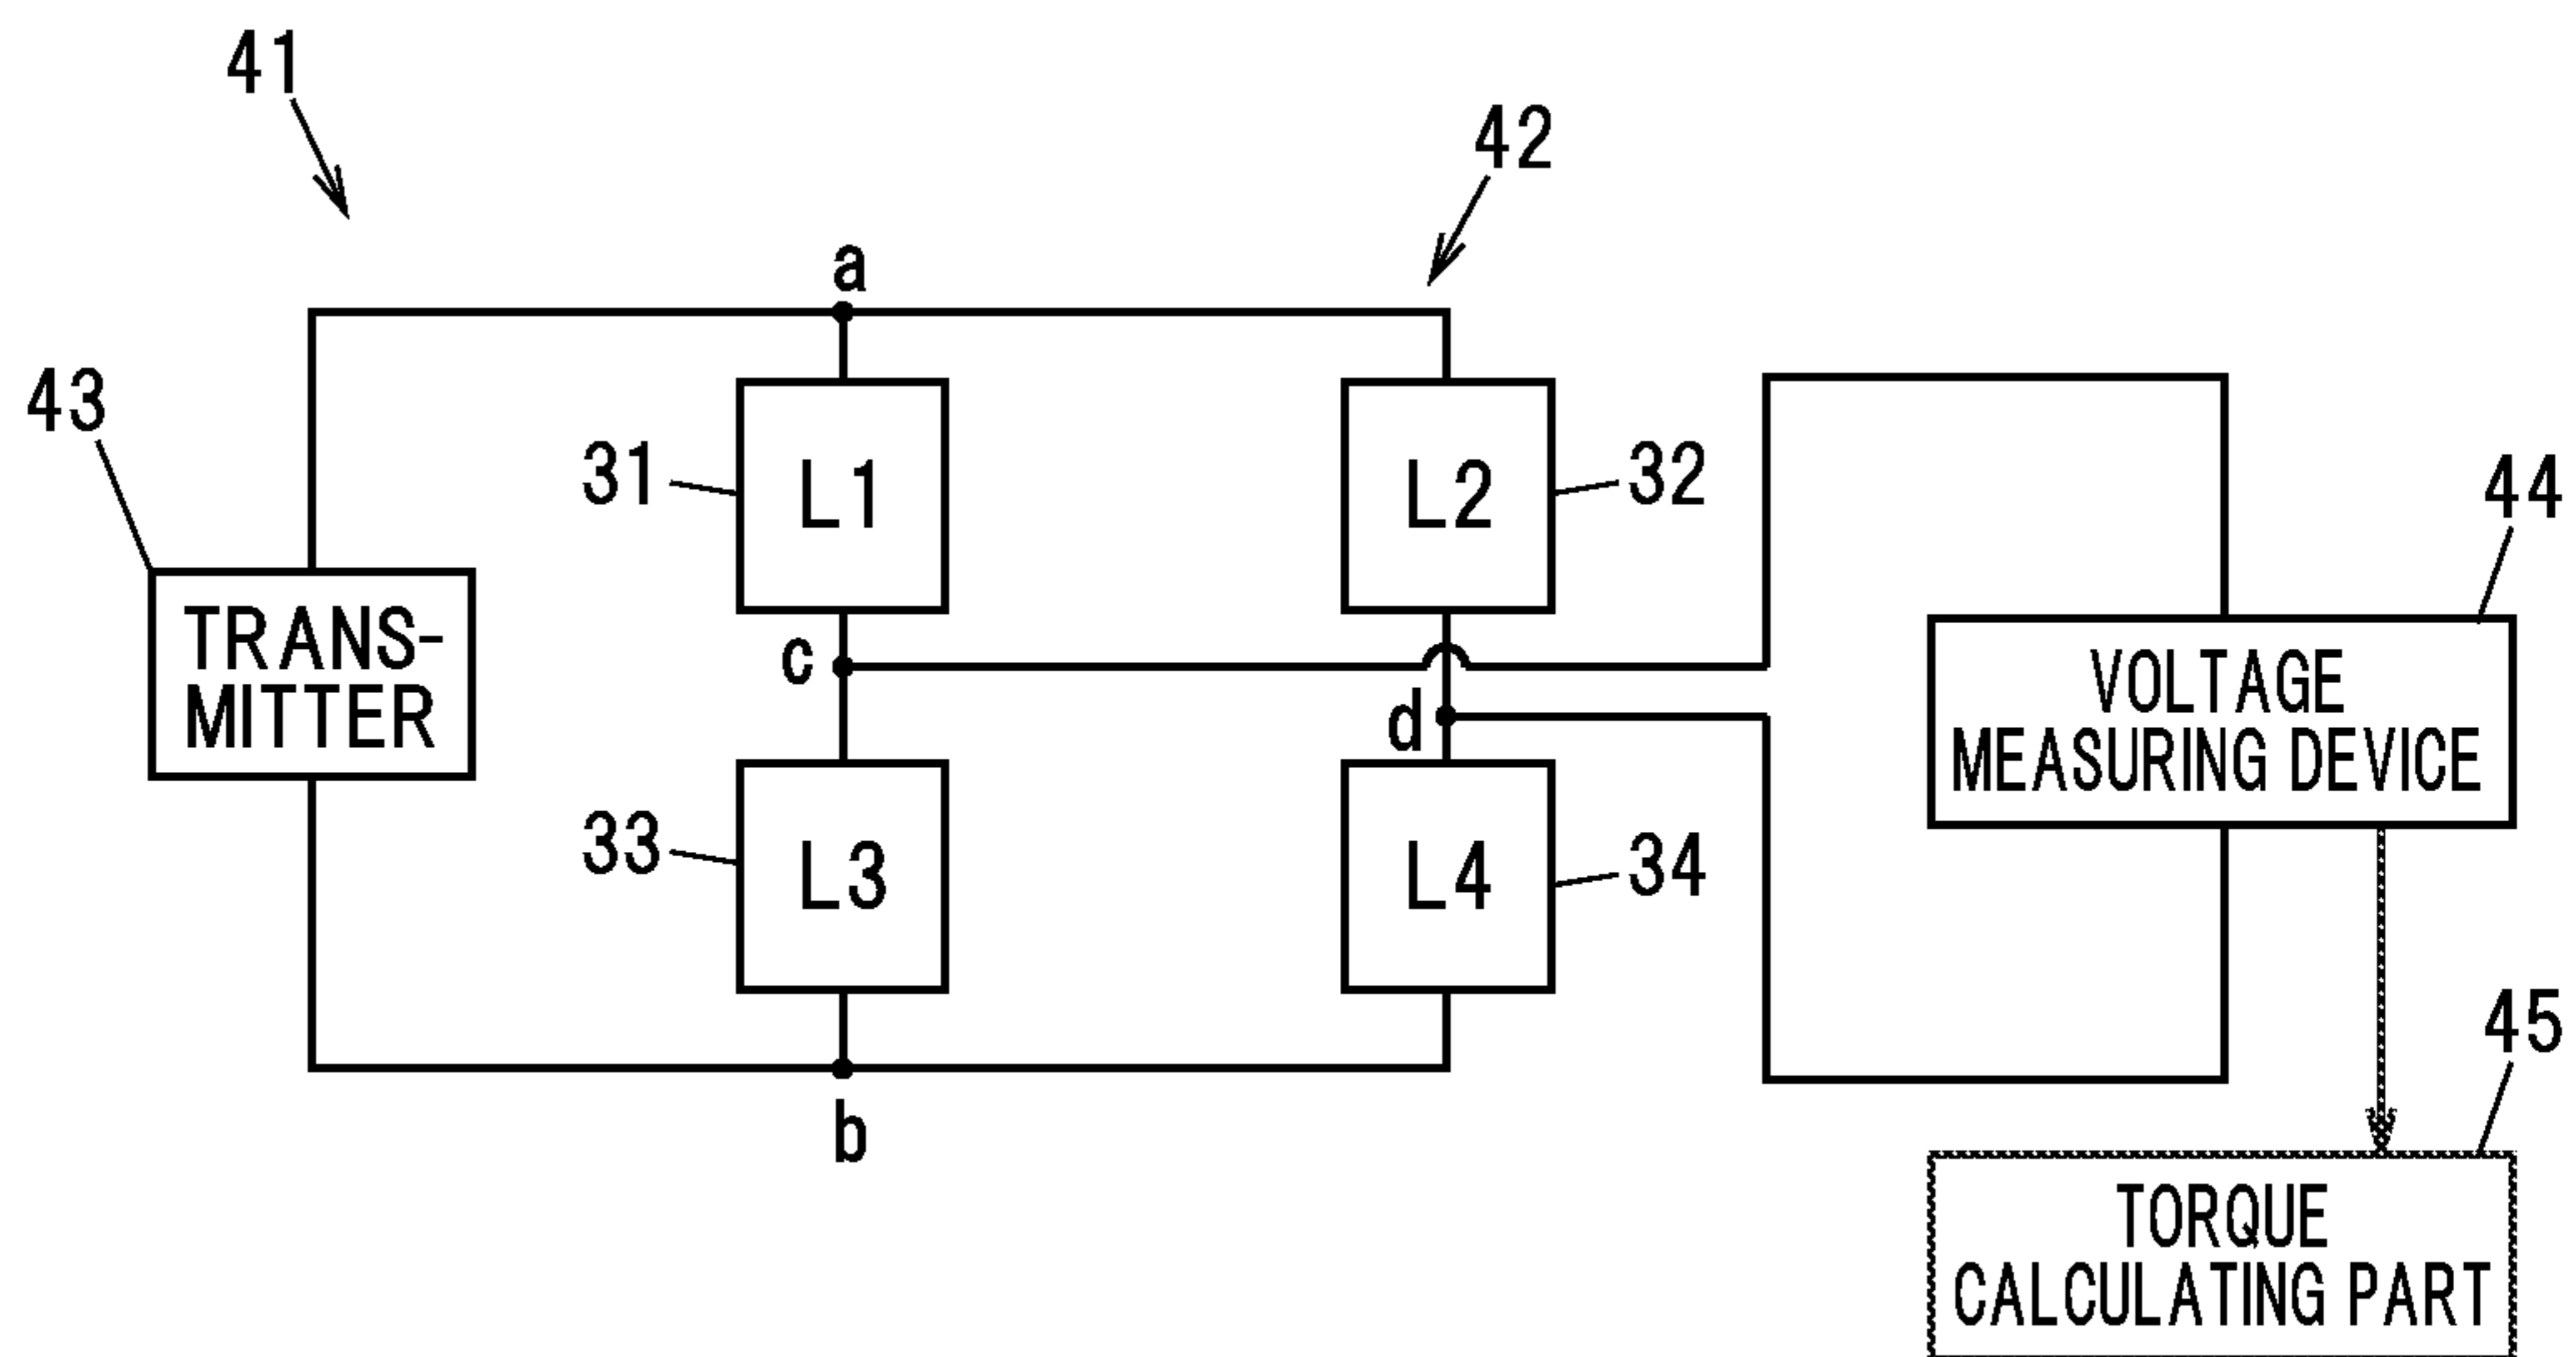 41
42
a
43
31
L1
L2
32
44
TRANS-
MITTER
c
d
VOLTAGE
MEASURING DEVICE
33
L3
L4
34
45
b
TORQUE
CALCULATING PART